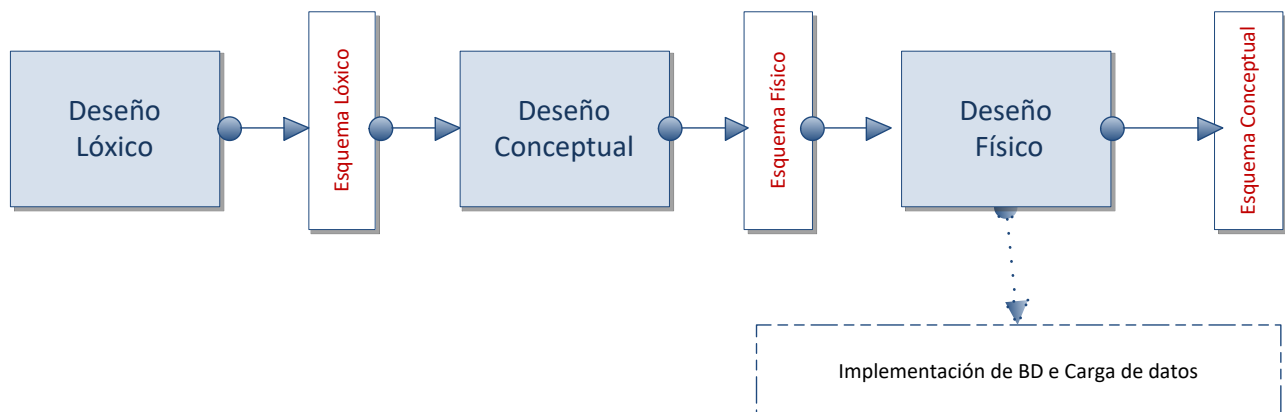 Deseño
Lóxico
Esquema Lóxico
Deseño
Conceptual
Esquema Físico
Deseño
Físico
Esquema Conceptual
Implementación de BD e Carga de datos